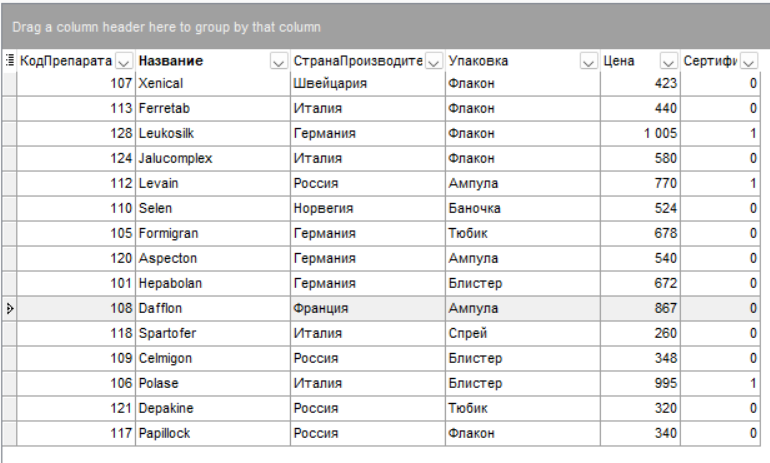 Drag a column header here to group by that column
КодПрепарата Название СтранаПроизводите Упаковка Цена Сертифи
107 Xenical Швейцария Флакон 423 0
113 Ferretab Италия Флакон 440 0
128 Leukosilk Германия Флакон 1 005 1
124 Jalucomplex Италия Флакон 580 0
112 Levain Россия Ампула 770 1
110 Selen Норвегия Баночка 524 0
105 Formigran Германия Тюбик 678 0
120 Aspecton Германия Ампула 540 0
101 Hepabolan Германия Блистер 672 0
108 Dafflon Франция Ампула 867 0
118 Spartofer Италия Спрей 260 0
109 Celmigon Россия Блистер 348 0
106 Polase Италия Блистер 995 1
121 Depakine Россия Тюбик 320 0
117 Papillock Россия Флакон 340 0